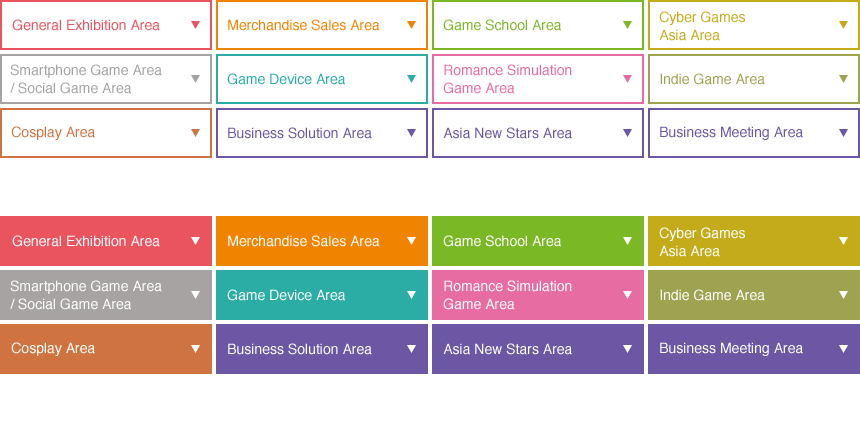 General Exhibition Area ▼
Merchandise Sales Area ▼
Game School Area ▼
Cyber Games
Asia Area ▼
Smartphone Game Area
/ Social Game Area ▼
Game Device Area ▼
Romance Simulation
Game Area ▼
Indie Game Area ▼
Cosplay Area ▼
Business Solution Area ▼
Asia New Stars Area ▼
Business Meeting Area ▼
General Exhibition Area ▼
Merchandise Sales Area ▼
Game School Area ▼
Cyber Games
Asia Area ▼
Smartphone Game Area
/ Social Game Area ▼
Game Device Area ▼
Romance Simulation
Game Area ▼
Indie Game Area ▼
Cosplay Area ▼
Business Solution Area ▼
Asia New Stars Area ▼
Business Meeting Area ▼